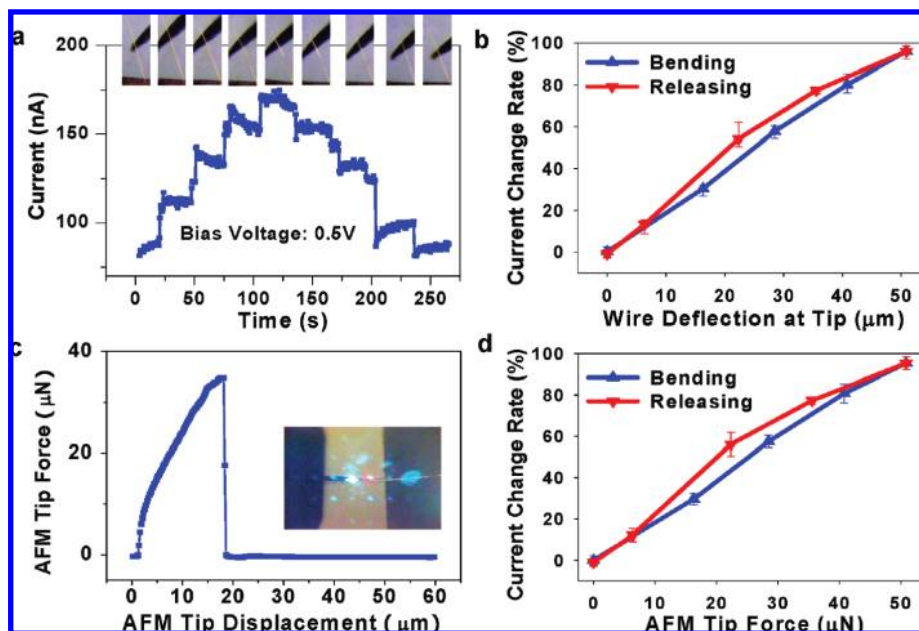 a
200
150
100
Current (nA)
Bias Voltage: 0.5V
0 50 100 150 200 250
Time (s)
b
100
80
60
40
20
0
Current Change Rate (%)
Bending
Releasing
0 10 20 30 40 50
Wire Deflection at Tip (μm)
c
40
20
0
AFM Tip Force (μN)
0 10 20 30 40 50 60
AFM Tip Displacement (μm)
d
100
80
60
40
20
0
Current Change Rate (%)
Bending
Releasing
0 10 20 30 40 50
AFM Tip Force (μN)